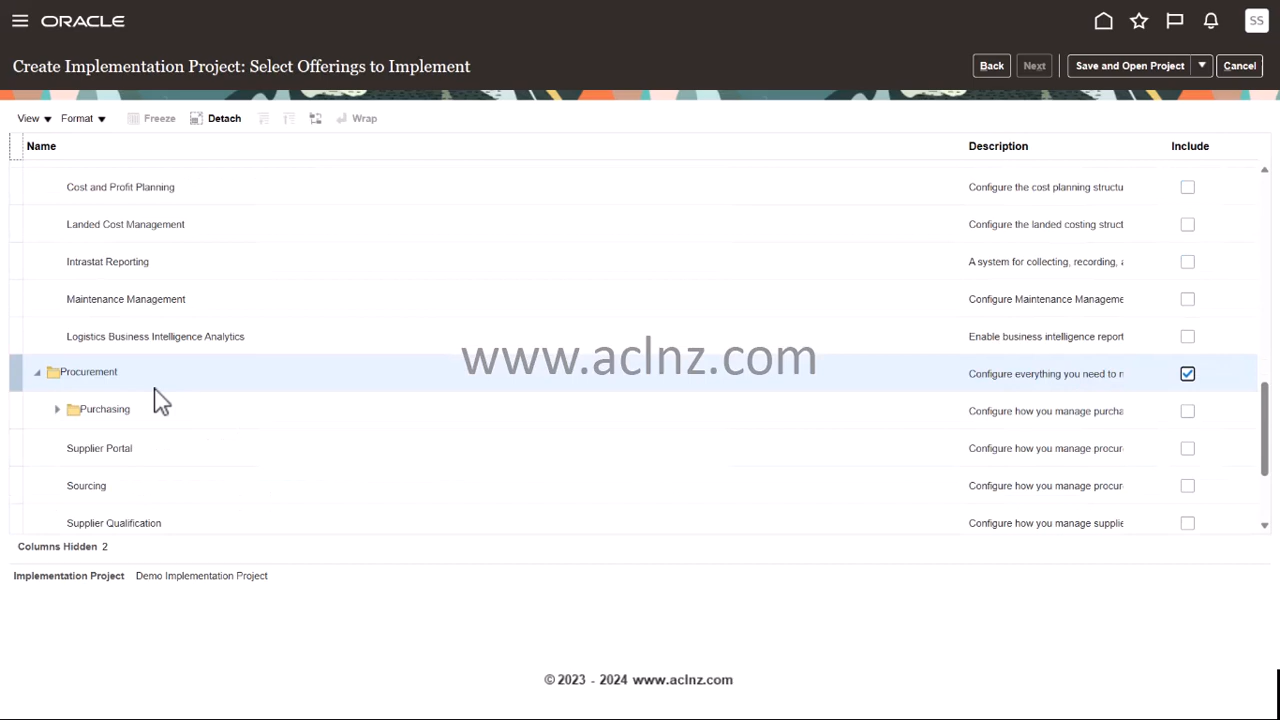 ORACLE
SS
Create Implementation Project: Select Offerings to Implement
Back Next Save and Open Project Cancel
View Format Freeze Detach Wrap
Name Description Include
Cost and Profit Planning Configure the cost planning structu
Landed Cost Management Configure the landed costing struct
Intrastat Reporting A system for collecting, recording, a
Maintenance Management Configure Maintenance Manageme
Logistics Business Intelligence Analytics Enable business intelligence report
www.aclnz.com
Procurement Configure everything you need to n
Purchasing Configure how you manage purcha
Supplier Portal Configure how you manage procur
Sourcing Configure how you manage procur
Supplier Qualification Configure how you manage supplie
Columns Hidden 2
Implementation Project Demo Implementation Project
© 2023 - 2024 www.aclnz.com